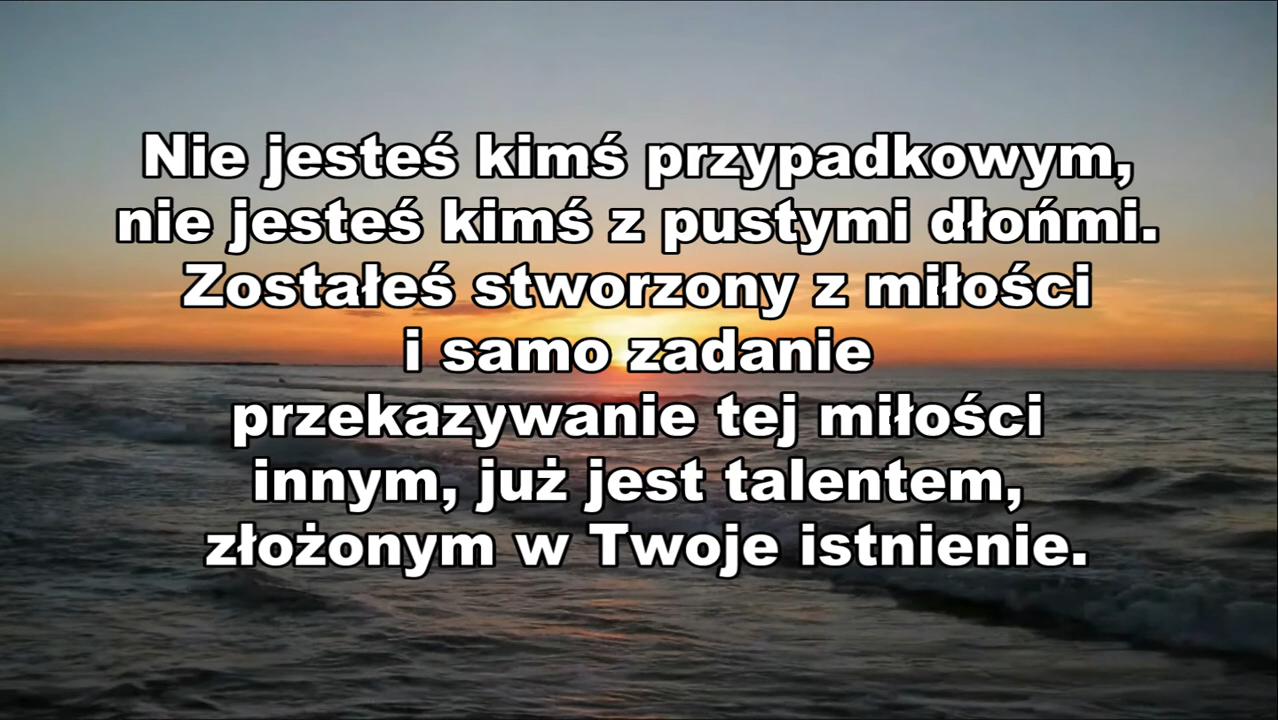 Nie jesteś kimś przypadkowym,
nie jesteś kimś z pustymi dłońmi.
Zostałeś stworzony z miłości
i samo zadanie
przekazywanie tej miłości
innym, już jest talentem,
złożonym w Twoje istnienie.